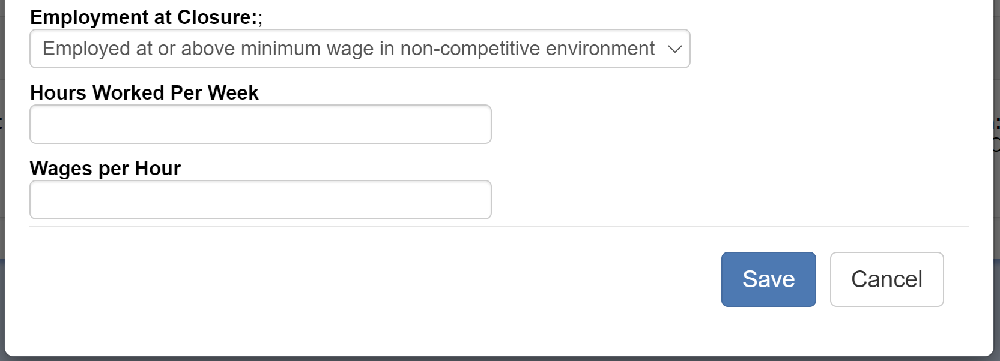 Employment at Closure:;
Employed at or above minimum wage in non-competitive environment
Hours Worked Per Week
Wages per Hour
Save Cancel